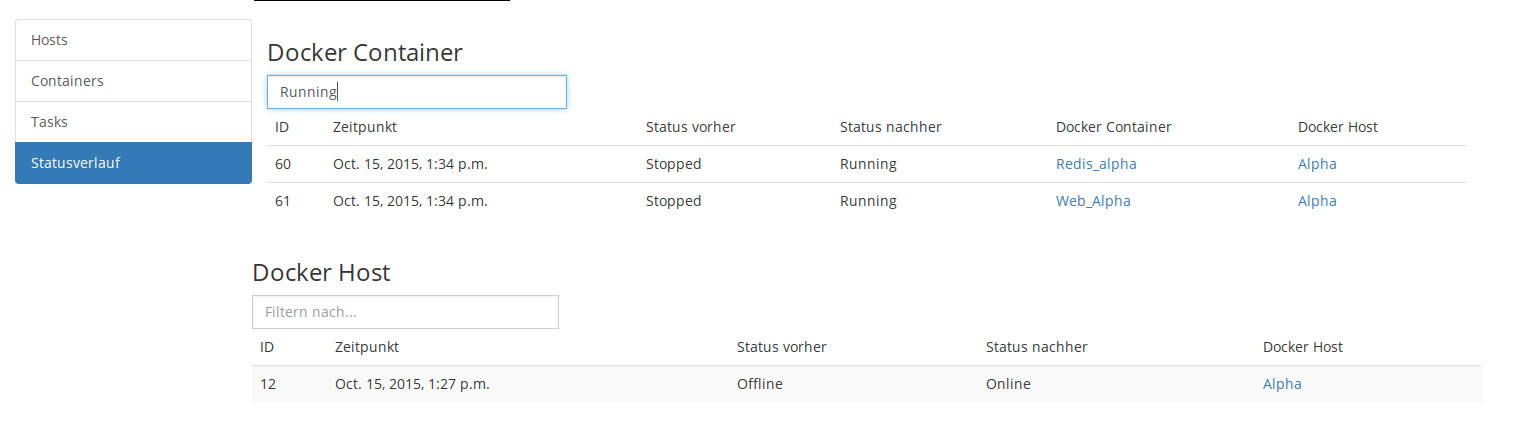 Hosts
Containers
Tasks
Statusverlauf
Docker Container
Running
ID Zeitpunkt Status vorher Status nachher Docker Container Docker Host
60 Oct. 15, 2015, 1:34 p.m. Stopped Running Redis_alpha Alpha
61 Oct. 15, 2015, 1:34 p.m. Stopped Running Web_Alpha Alpha
Docker Host
Filtern nach...
ID Zeitpunkt Status vorher Status nachher Docker Host
12 Oct. 15, 2015, 1:27 p.m. Offline Online Alpha